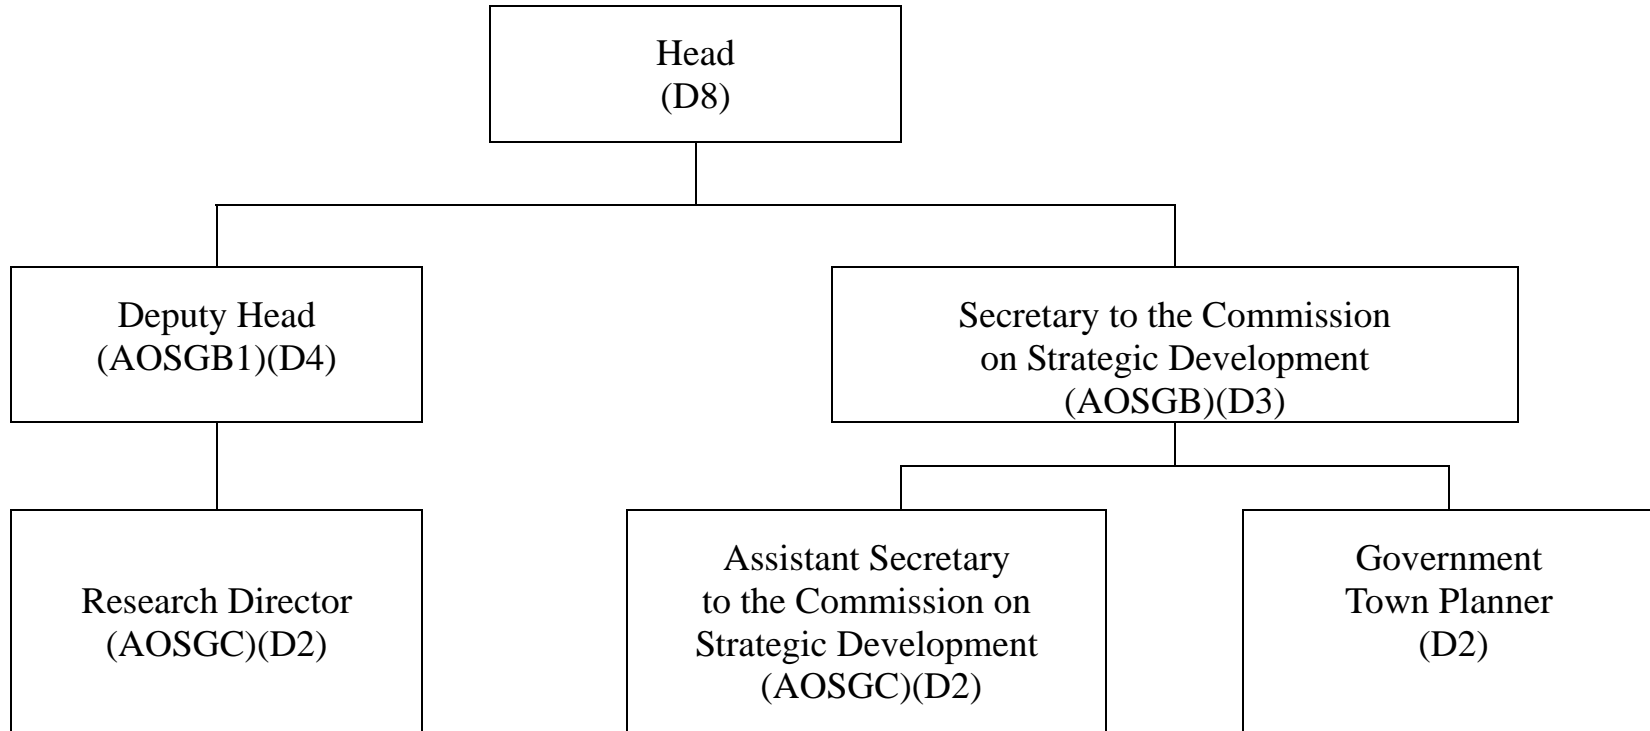 Head
(D8)
Deputy Head
(AOSGB1)(D4)
Secretary to the Commission
on Strategic Development
(AOSGB)(D3)
Research Director
(AOSGC)(D2)
Assistant Secretary
to the Commission on
Strategic Development
(AOSGC)(D2)
Government
Town Planner
(D2)